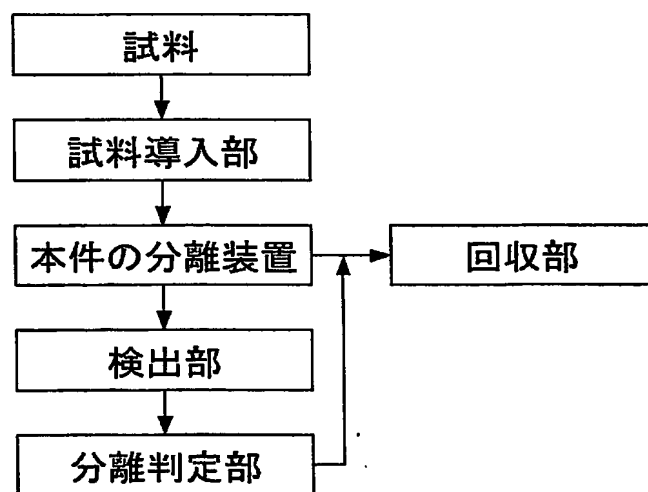 試料
試料導入部
本件の分離装置
回収部
検出部
分離判定部